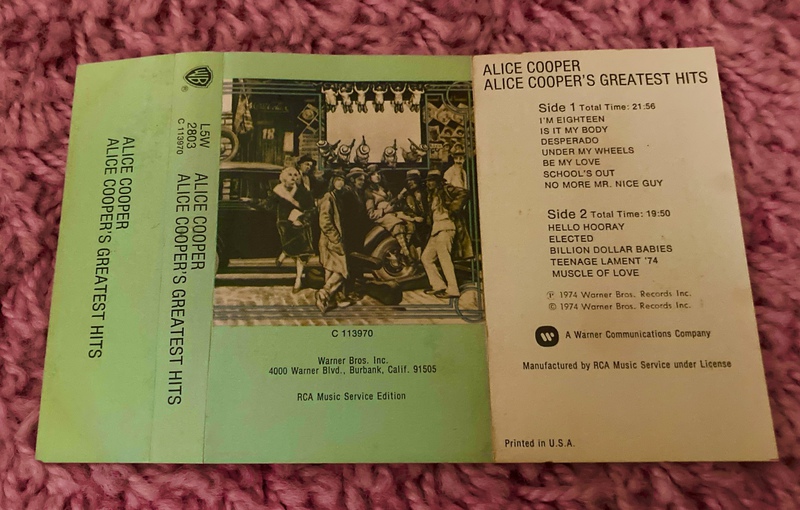 ALICE COOPER
ALICE COOPER'S GREATEST HITS
WB
®
L5W
2803
C 113970
ALICE COOPER
ALICE COOPER'S GREATEST HITS
C 113970
Warner Bros. Inc.
4000 Warner Blvd., Burbank, Calif. 91505
RCA Music Service Edition
ALICE COOPER
ALICE COOPER'S GREATEST HITS
Side 1 Total Time: 21:56
I'M EIGHTEEN
IS IT MY BODY
DESPERADO
UNDER MY WHEELS
BE MY LOVE
SCHOOL'S OUT
NO MORE MR. NICE GUY
Side 2 Total Time: 19:50
HELLO HOORAY
ELECTED
BILLION DOLLAR BABIES
TEENAGE LAMENT '74
MUSCLE OF LOVE
℗ 1974 Warner Bros. Records Inc.
© 1974 Warner Bros. Records Inc.
A Warner Communications Company
Manufactured by RCA Music Service under License
Printed in U.S.A.